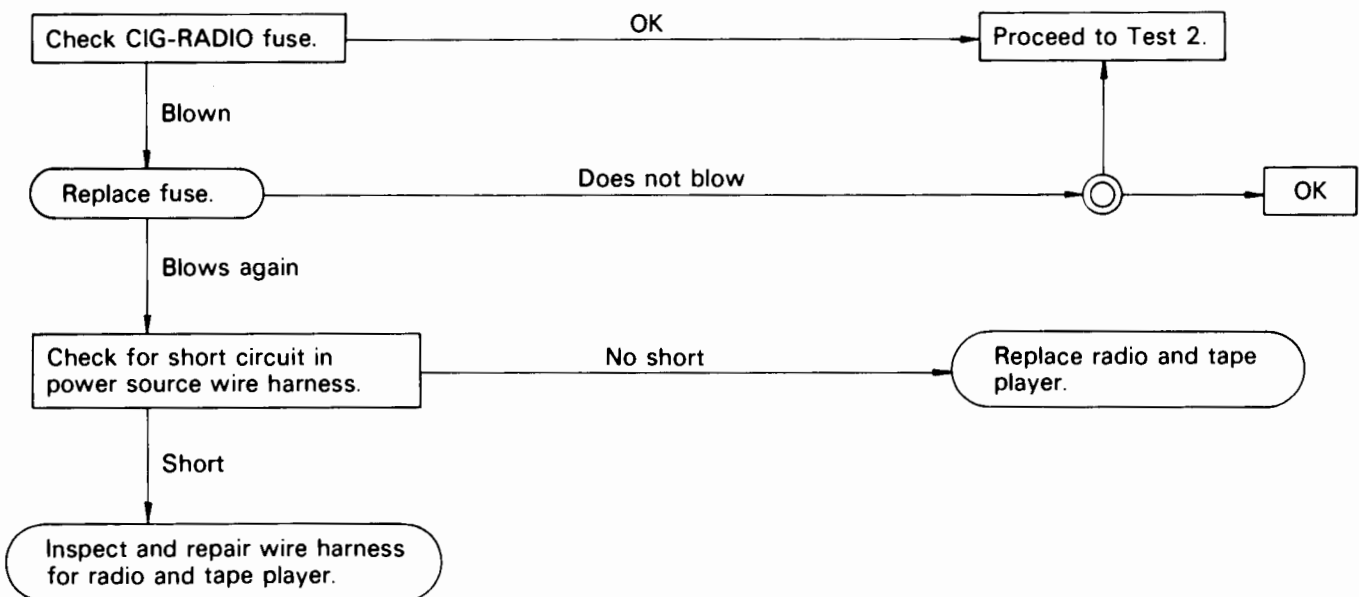 Check CIG-RADIO fuse.
OK
Proceed to Test 2.
Blown
Replace fuse.
Does not blow
OK
Blows again
Check for short circuit in
power source wire harness.
No short
Replace radio and tape
player.
Short
Inspect and repair wire harness
for radio and tape player.